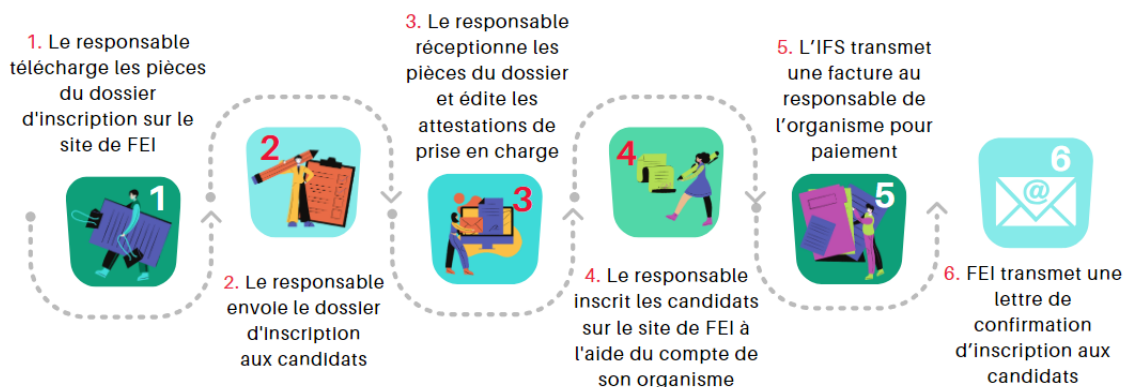 1. Le responsable
télécharge les pièces
du dossier
d'inscription sur le
site de FEI
1
2
2. Le responsable
envoie le dossier
d'inscription
aux candidats
3. Le responsable
réceptionne les
pièces du dossier
et édite les
attestations de
prise en charge
3
4
4. Le responsable
inscrit les candidats
sur le site de FEI à
l'aide du compte de
son organisme
5. L’IFS transmet
une facture au
responsable de
l’organisme pour
paiement
5
6
@
6. FEI transmet une
lettre de
confirmation
d’inscription aux
candidats